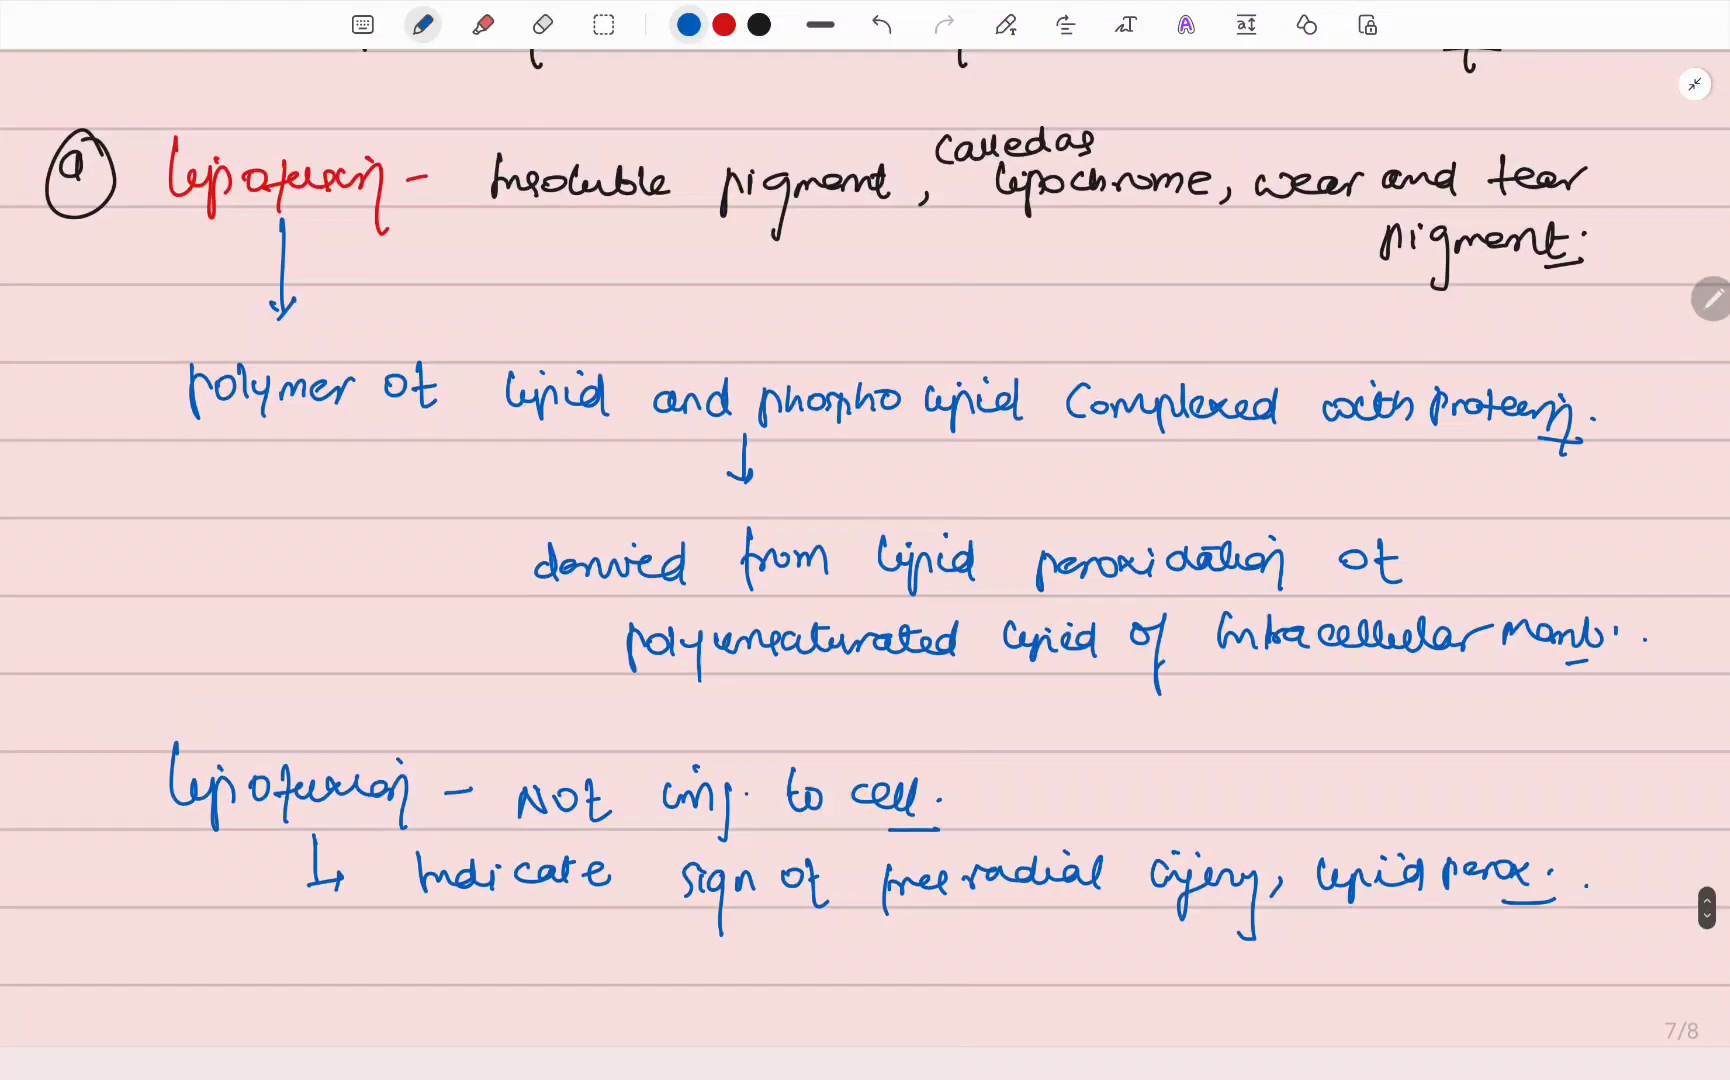 a Lipofuscin - Insoluble pigment, called as lipochrome, wear and tear
pigment.
polymer of lipid and phospho lipid complexed with protein.
derived from lipid peroxidation of
polyunsaturated lipid of intracellular memb.
Lipofuscin - Not inj. to cell.
Indicate sign of free radial injury, lipid perox.
7/8